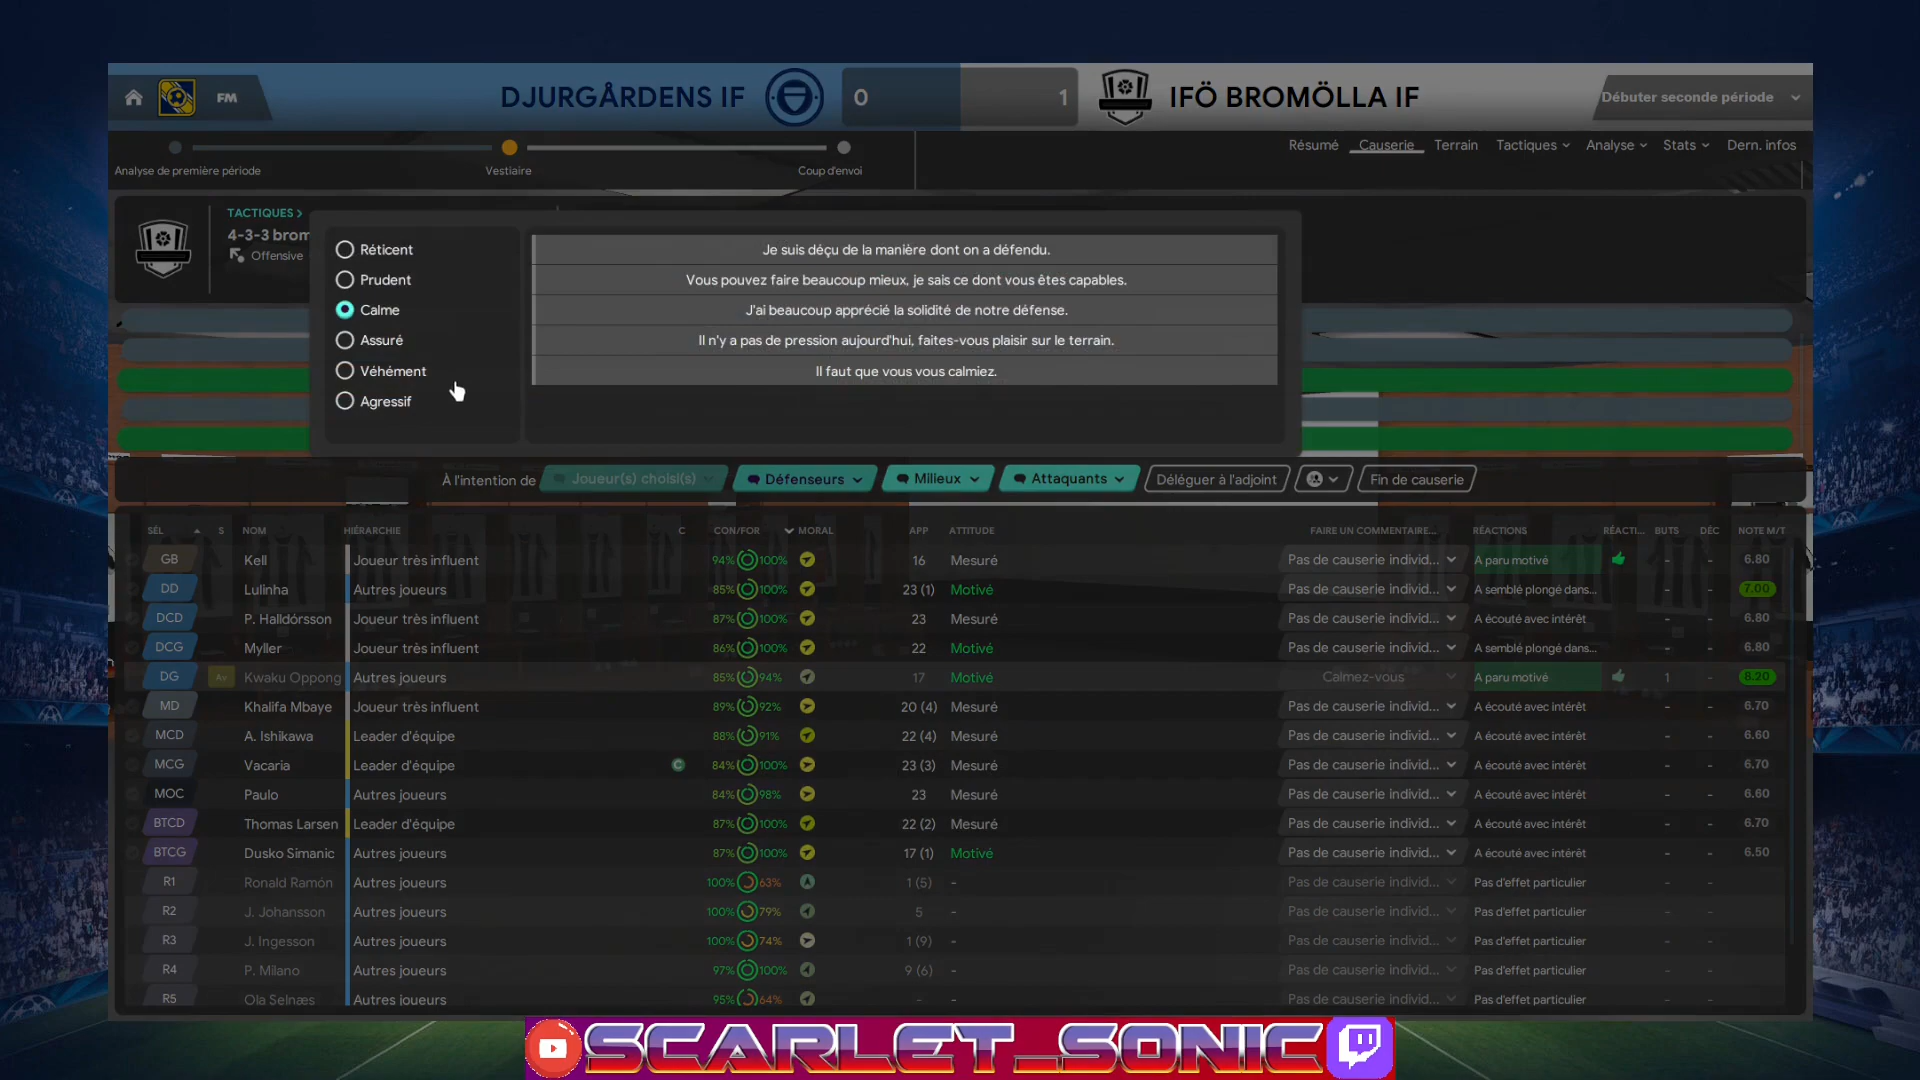 FM
DJURGÅRDENS IF
0
1
IFÖ BROMÖLLA IF
Débuter seconde période
Analyse de première période
Vestiaire
Coup d'envoi
Résumé Causerie Terrain Tactiques Analyse Stats Dern. infos
TACTIQUES >
4-3-3 brom
Offensive
Réticent
Prudent
Calme
Assuré
Véhément
Agressif
Je suis déçu de la manière dont on a défendu.
Vous pouvez faire beaucoup mieux, je sais ce dont vous êtes capables.
J'ai beaucoup apprécié la solidité de notre défense.
Il n'y a pas de pression aujourd'hui, faites-vous plaisir sur le terrain.
Il faut que vous vous calmiez.
À l'intention de Joueur(s) choisi(s) Défenseurs Milieux Attaquants Déléguer à l'adjoint Fin de causerie
SÉL S NOM HIÉRARCHIE C CON/FOR MORAL APP ATTITUDE FAIRE UN COMMENTAIRE... RÉACTIONS RÉACTI... BUTS DÉC NOTE M/T
GB Kell Joueur très influent 94% 100% 16 Mesuré Pas de causerie individ... A paru motivé - - 6.80
DD Lulinha Autres joueurs 85% 100% 23 (1) Motivé Pas de causerie individ... A semblé plongé dans... - - 7.00
DCD P. Halldórsson Joueur très influent 87% 100% 23 Mesuré Pas de causerie individ... A écouté avec intérêt - - 6.80
DCG Myller Joueur très influent 86% 100% 22 Motivé Pas de causerie individ... A semblé plongé dans... - - 6.80
DG Av Kwaku Oppong Autres joueurs 85% 94% 17 Motivé Calmez-vous A paru motivé 1 - 8.20
MD Khalifa Mbaye Joueur très influent 89% 92% 20 (4) Mesuré Pas de causerie individ... A écouté avec intérêt - - 6.70
MCD A. Ishikawa Leader d'équipe 88% 91% 22 (4) Mesuré Pas de causerie individ... A écouté avec intérêt - - 6.60
MCG Vacaria Leader d'équipe C 84% 100% 23 (3) Mesuré Pas de causerie individ... A écouté avec intérêt - - 6.70
MOC Paulo Autres joueurs 84% 98% 23 Mesuré Pas de causerie individ... A écouté avec intérêt - - 6.60
BTCD Thomas Larsen Leader d'équipe 87% 100% 22 (2) Mesuré Pas de causerie individ... A écouté avec intérêt - - 6.70
BTCG Dusko Simanic Autres joueurs 87% 100% 17 (1) Motivé Pas de causerie individ... A écouté avec intérêt - - 6.50
R1 Ronald Ramón Autres joueurs 100% 63% 1 (5) - Pas de causerie individ... Pas d'effet particulier - -
R2 J. Johansson Autres joueurs 100% 79% 5 - Pas de causerie individ... Pas d'effet particulier - -
R3 J. Ingesson Autres joueurs 100% 74% 1 (9) - Pas de causerie individ... Pas d'effet particulier - -
R4 P. Milano Autres joueurs 97% 100% 9 (6) - Pas de causerie individ... Pas d'effet particulier - -
R5 Ola Selnæs Autres joueurs 95% 64% - - Pas de causerie individ... Pas d'effet particulier - -
SCARLET_SONIC